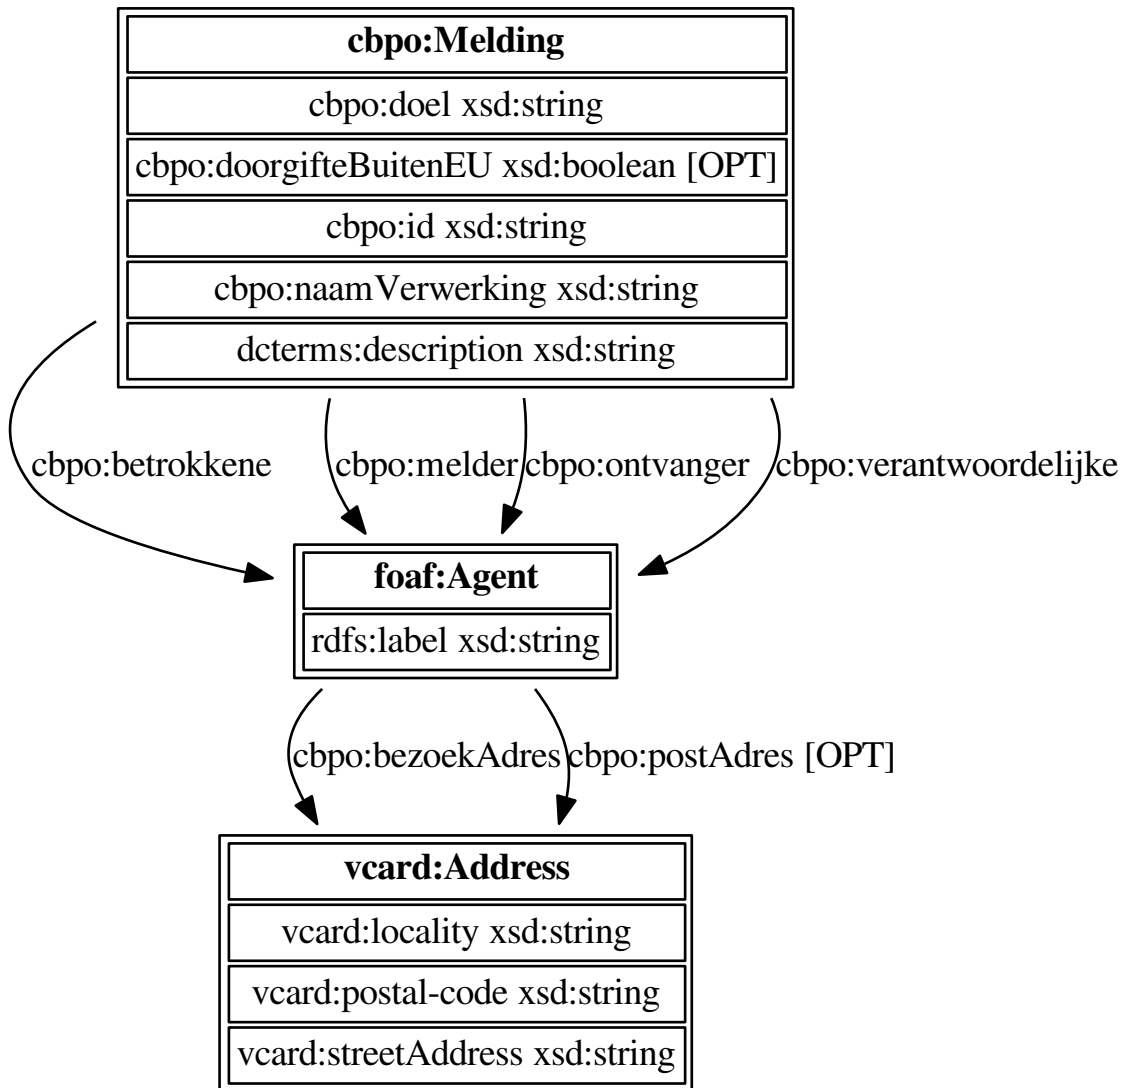 cbpo:Melding
cbpo:doel xsd:string
cbpo:doorgifteBuitenEU xsd:boolean [OPT]
cbpo:id xsd:string
cbpo:naamVerwerking xsd:string
dcterms:description xsd:string
cbpo:betrokkene
cbpo:melder
cbpo:ontvanger
cbpo:verantwoordelijke
foaf:Agent
rdfs:label xsd:string
cbpo:bezoekAdres
cbpo:postAdres [OPT]
vcard:Address
vcard:locality xsd:string
vcard:postal-code xsd:string
vcard:streetAddress xsd:string